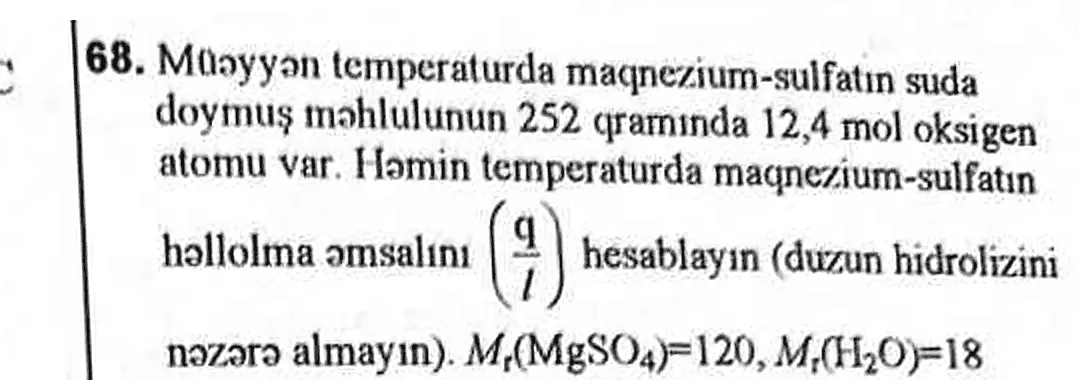 68. Müəyyən temperaturda maqnezium-sulfatın suda
doymuş məhlulunun 252 qramında 12,4 mol oksigen
atomu var. Həmin temperaturda maqnezium-sulfatın
həllolma əmsalını (q/l) hesablayın (duzun hidrolizini
nəzərə almayın). Mᵣ(MgSO₄)=120, Mᵣ(H₂O)=18